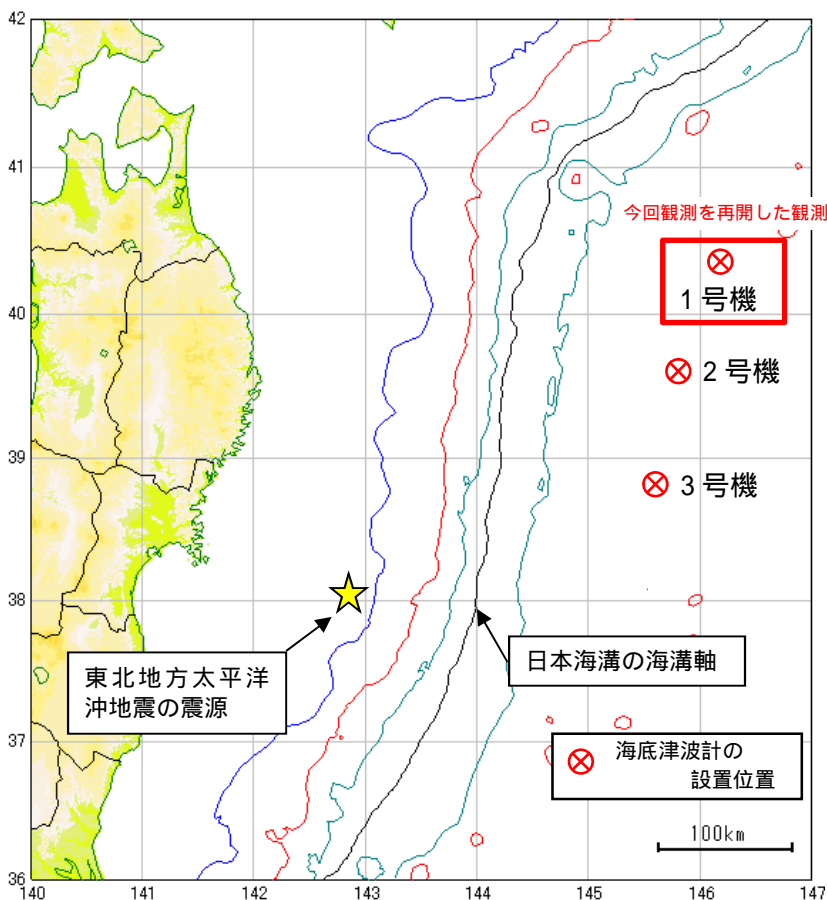 42
41
40
39
38
37
36
140
141
142
143
144
145
146
147
今回観測を再開した観測
1号機
2号機
3号機
東北地方太平洋
沖地震の震源
日本海溝の海溝軸
海底津波計の
設置位置
100km